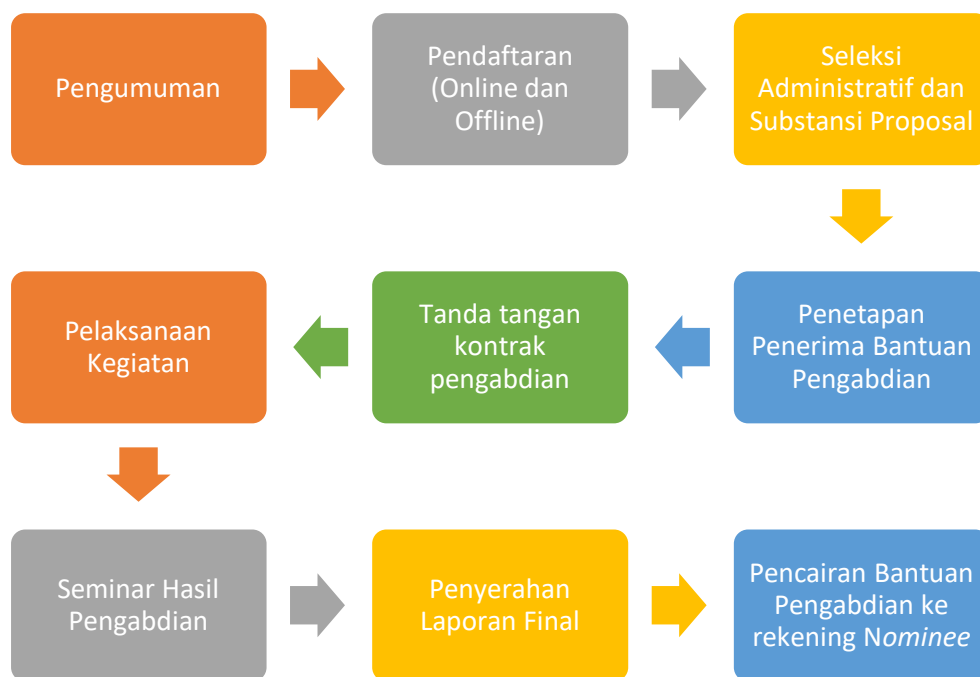 Pengumuman
Pendaftaran
(Online dan
Offline)
Seleksi
Administratif dan
Substansi Proposal
Penetapan
Penerima Bantuan
Pengabdian
Tanda tangan
kontrak
pengabdian
Pelaksanaan
Kegiatan
Seminar Hasil
Pengabdian
Penyerahan
Laporan Final
Pencairan Bantuan
Pengabdian ke
rekening Nominee